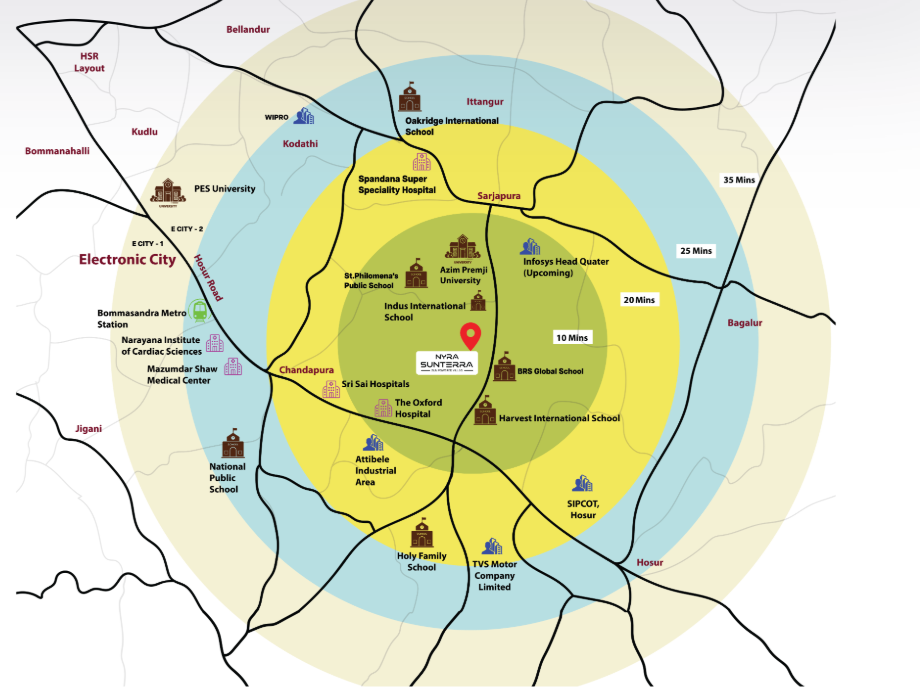 Bellandur
HSR
Layout
Ittangur
WIPRO
Oakridge International
School
Kudlu
Kodathi
Bommanahalli
Spandana Super
Speciality Hospital
35 Mins
PES University
UNIVERSITY
Sarjapura
E CITY - 2
E CITY - 1
Electronic City
Hosur Road
25 Mins
Azim Premji
University
UNIVERSITY
Infosys Head Quater
(Upcoming)
St.Philomena's
Public School
20 Mins
Indus International
School
Bommasandra Metro
Station
Bagalur
10 Mins
Narayana Institute
of Cardiac Sciences
NYRA
SUNTERRA
Mazumdar Shaw
Medical Center
Chandapura
BRS Global School
Sri Sai Hospitals
The Oxford
Hospital
Harvest International School
Jigani
Attibele
Industrial
Area
National
Public
School
SIPCOT,
Hosur
Holy Family
School
TVS Motor
Company
Limited
Hosur